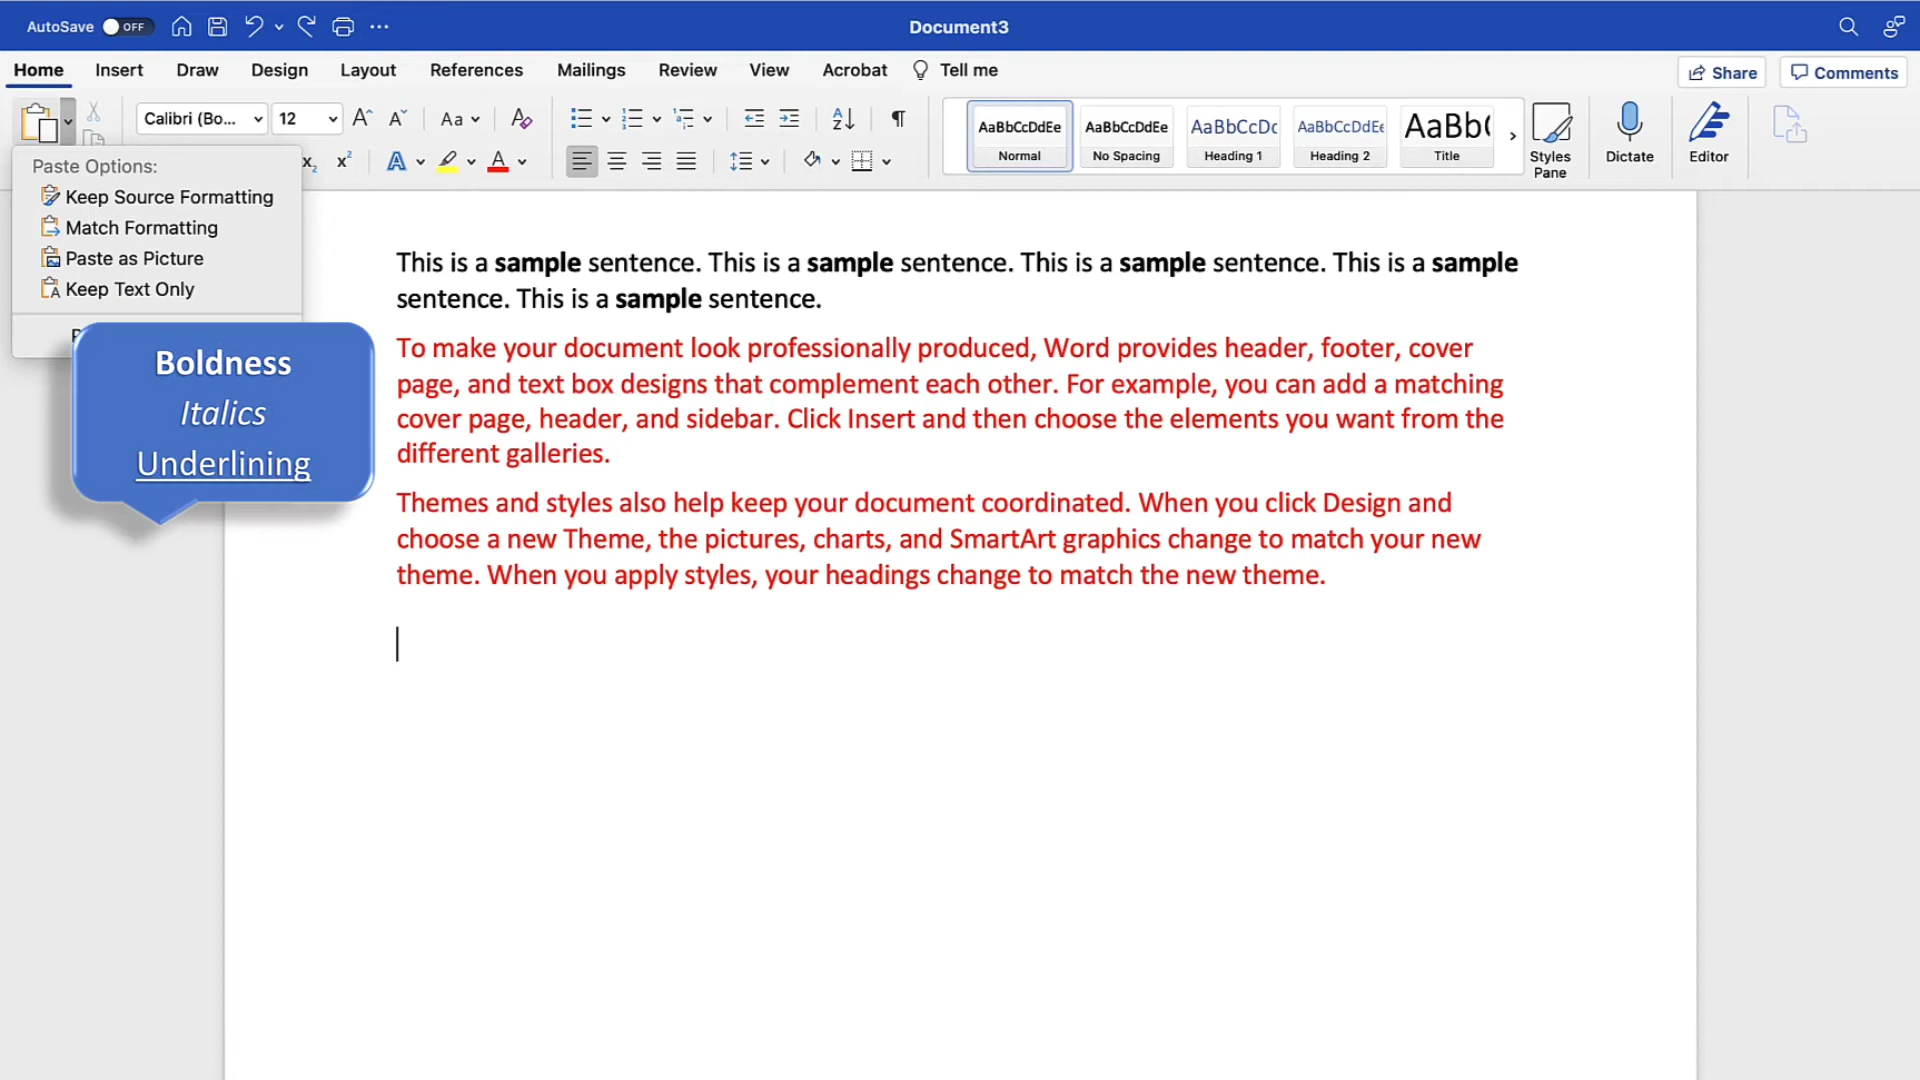 AutoSave OFF
Document3
Home Insert Draw Design Layout References Mailings Review View Acrobat Tell me
Share Comments
Calibri (Bo... 12
Aa
AaBbCcDdEe AaBbCcDdEe AaBbCcDc AaBbCcDdEe AaBb(
Normal No Spacing Heading 1 Heading 2 Title
Styles Pane
Dictate
Editor
Paste Options:
Keep Source Formatting
Match Formatting
Paste as Picture
Keep Text Only
Boldness
Italics
Underlining
This is a sample sentence. This is a sample sentence. This is a sample sentence. This is a sample
sentence. This is a sample sentence.
To make your document look professionally produced, Word provides header, footer, cover
page, and text box designs that complement each other. For example, you can add a matching
cover page, header, and sidebar. Click Insert and then choose the elements you want from the
different galleries.
Themes and styles also help keep your document coordinated. When you click Design and
choose a new Theme, the pictures, charts, and SmartArt graphics change to match your new
theme. When you apply styles, your headings change to match the new theme.